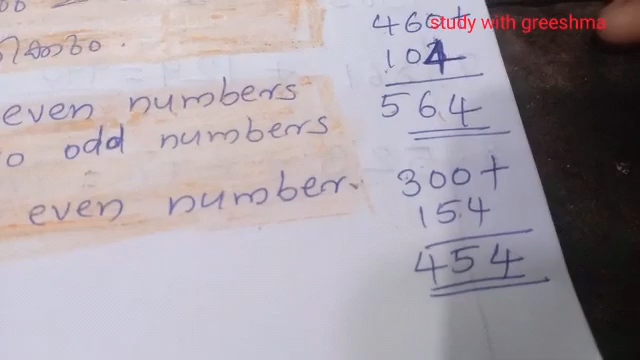 study with greeshma
even numbers
odd numbers
even number.
460+
104
564
300+
154
454